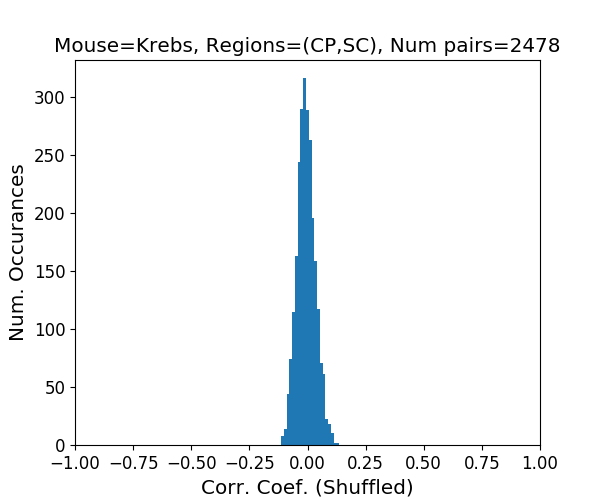 Mouse=Krebs, Regions=(CP,SC), Num pairs=2478
Num. Occurances
300
250
200
150
100
50
0
−1.00 −0.75 −0.50 −0.25 0.00 0.25 0.50 0.75 1.00
Corr. Coef. (Shuffled)